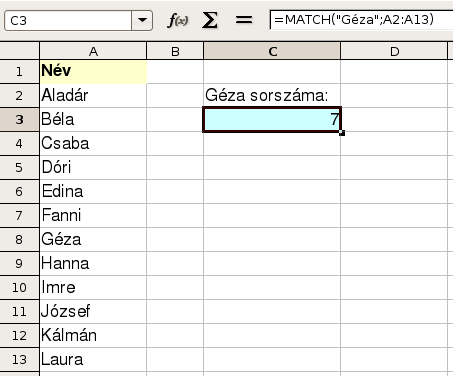 C3 f(x) Σ = =MATCH("Géza";A2:A13)
A B C D
1 Név
2 Aladár Géza sorszáma:
3 Béla 7
4 Csaba
5 Dóri
6 Edina
7 Fanni
8 Géza
9 Hanna
10 Imre
11 József
12 Kálmán
13 Laura